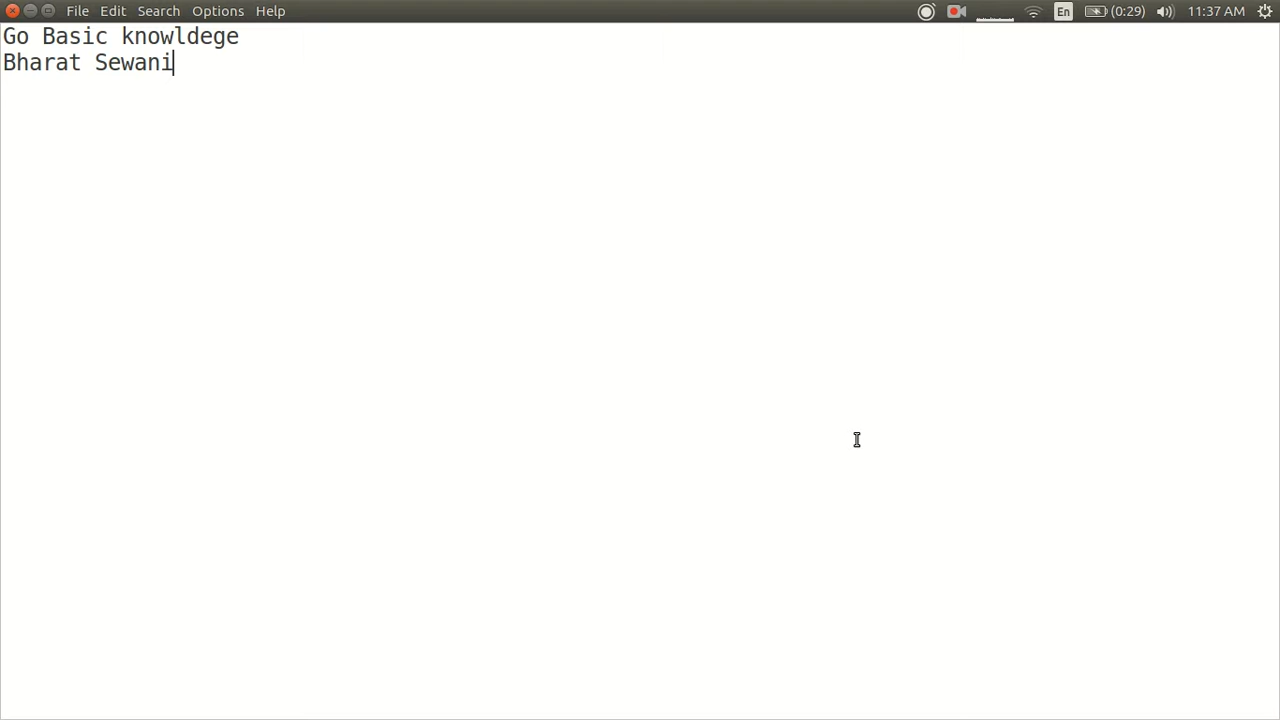 File Edit Search Options Help En (0:29) 11:37 AM
Go Basic knowldege
Bharat Sewani